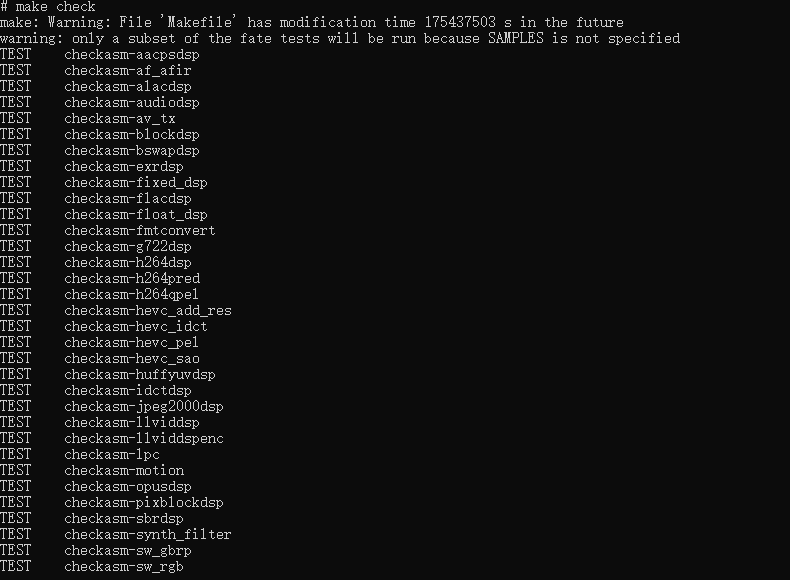 # make check
make: Warning: File 'Makefile' has modification time 175437503 s in the future
warning: only a subset of the fate tests will be run because SAMPLES is not specified
TEST    checkasm-aacpsdsp
TEST    checkasm-af_afir
TEST    checkasm-alacdsp
TEST    checkasm-audiodsp
TEST    checkasm-av_tx
TEST    checkasm-blockdsp
TEST    checkasm-bswapdsp
TEST    checkasm-exrdsp
TEST    checkasm-fixed_dsp
TEST    checkasm-flacdsp
TEST    checkasm-float_dsp
TEST    checkasm-fmtconvert
TEST    checkasm-g722dsp
TEST    checkasm-h264dsp
TEST    checkasm-h264pred
TEST    checkasm-h264qpel
TEST    checkasm-hevc_add_res
TEST    checkasm-hevc_idct
TEST    checkasm-hevc_pel
TEST    checkasm-hevc_sao
TEST    checkasm-huffyuvdsp
TEST    checkasm-idctdsp
TEST    checkasm-jpeg2000dsp
TEST    checkasm-llviddsp
TEST    checkasm-llviddspenc
TEST    checkasm-lpc
TEST    checkasm-motion
TEST    checkasm-opusdsp
TEST    checkasm-pixblockdsp
TEST    checkasm-sbrdsp
TEST    checkasm-synth_filter
TEST    checkasm-sw_gbrp
TEST    checkasm-sw_rgb